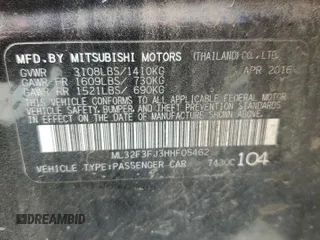 MFD.BY MITSUBISHI MOTORS (THAILAND)CO.,LTD.
GVWR 3108LBS/1410KG APR 2016
GAWR FR 1609LBS/ 730KG
GAWR RR 1521LBS/ 690KG
THIS VEHICLE CONFORMS TO ALL APPLICABLE
FEDERAL MOTOR VEHICLE SAFETY, BUMPER, AND
THEFT PREVENTION STANDARDS IN EFFECT ON
THE DATE OF MANUFACTURE SHOWN ABOVE.
ML32F3FJ3HHF05462
VEHICLE TYPE:PASSENGER CAR 7430C 104
DREAMBID